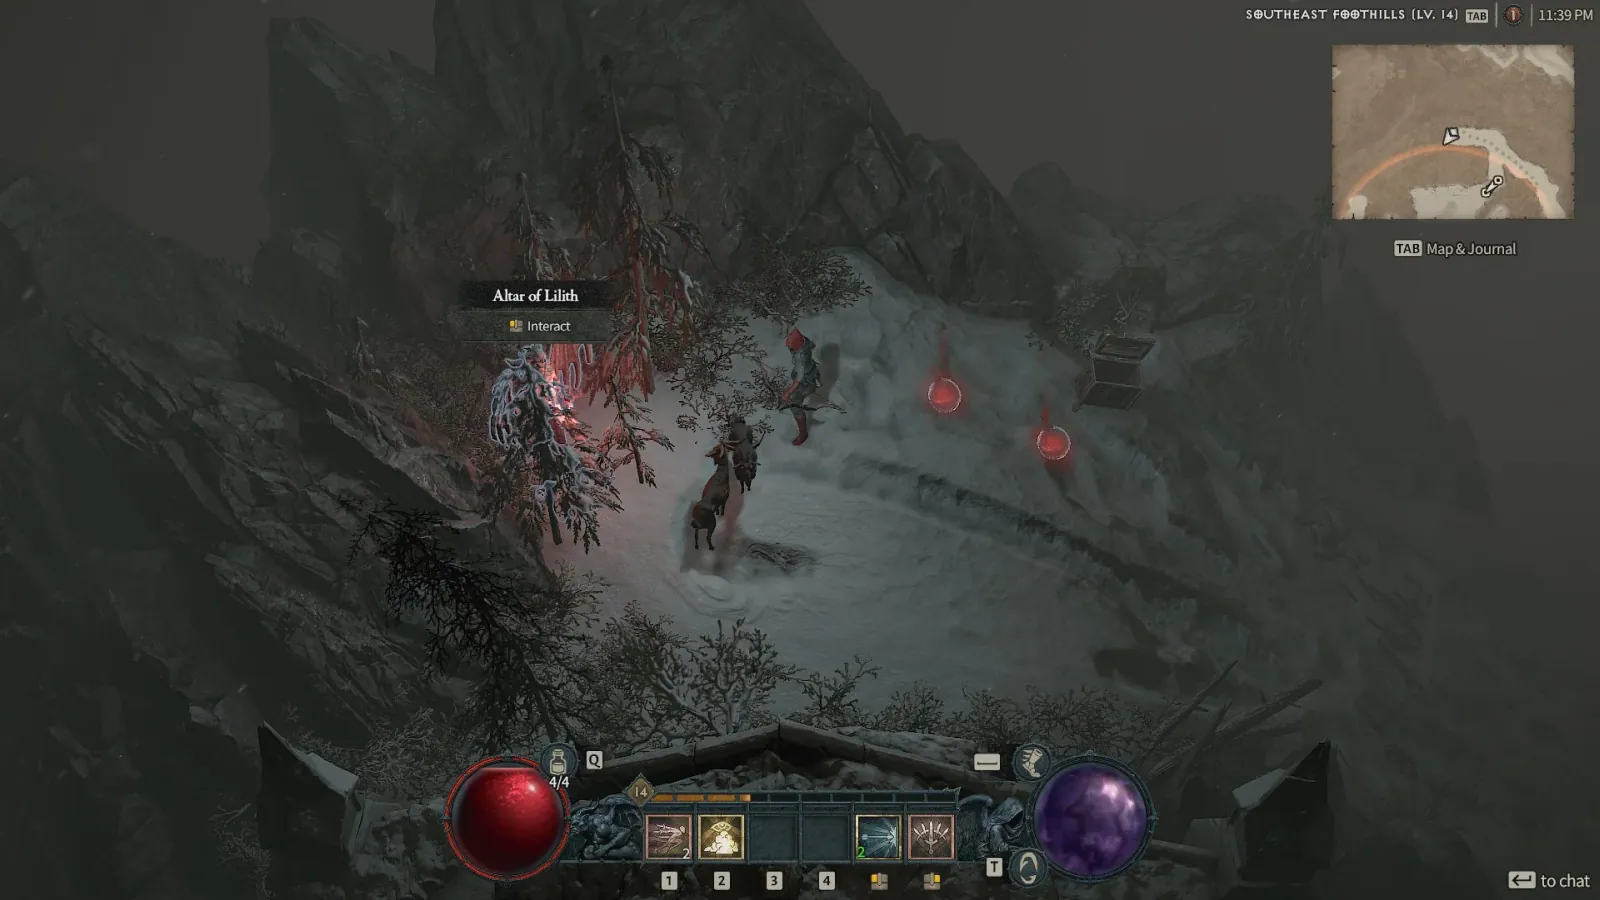 SOUTHEAST FOOTHILLS (LV. 14) TAB 11:39 PM
TAB Map & Journal
Altar of Lilith
Interact
Q
4/4
14
2
2
T
1 2 3 4
to chat